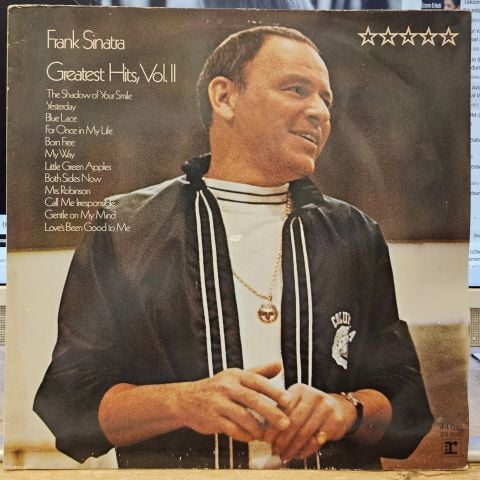 Frank Sinatra
Greatest Hits, Vol. II
The Shadow of Your Smile
Yesterday
Blue Lace
For Once in My Life
Born Free
My Way
Little Green Apples
Both Sides Now
Mrs. Robinson
Call Me Irresponsible
Gentle on My Mind
Love's Been Good to Me